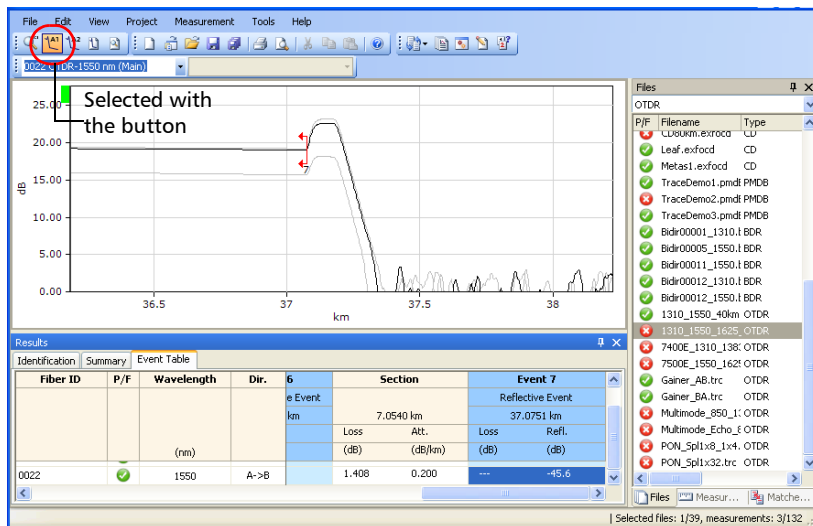 File Edit View Project Measurement Tools Help
0022 OTDR-1550 nm (Main)
Selected with
the button
25.00
20.00
15.00
10.00
5.00
0.00
dB
7
36.5 37 37.5 38
km
Results
Identification Summary Event Table
Fiber ID P/F Wavelength Dir. 6 Section Event 7
e Event Reflective Event
km 7.0540 km 37.0751 km
Loss Att. Loss Refl.
(nm) (dB) (dB/km) (dB) (dB)
0022 1550 A->B 1.408 0.200 --- -45.6
Files
OTDR
P/F Filename Type
CD80km.exfocd CD
Leaf.exfocd CD
Metas1.exfocd CD
TraceDemo1.pmdb PMDB
TraceDemo2.pmdb PMDB
TraceDemo3.pmdb PMDB
Bidir00001_1310.b BDR
Bidir00005_1550.b BDR
Bidir00011_1550.b BDR
Bidir00012_1310.b BDR
Bidir00012_1550.b BDR
1310_1550_40km OTDR
1310_1550_1625_ OTDR
7400E_1310_138 OTDR
7500E_1550_162 OTDR
Gainer_AB.trc OTDR
Gainer_BA.trc OTDR
Multimode_850_1 OTDR
Multimode_Echo_ OTDR
PON_Spl1x8_1x4. OTDR
PON_Spl1x32.trc OTDR
Files Measur... Matche...
Selected files: 1/39, measurements: 3/132